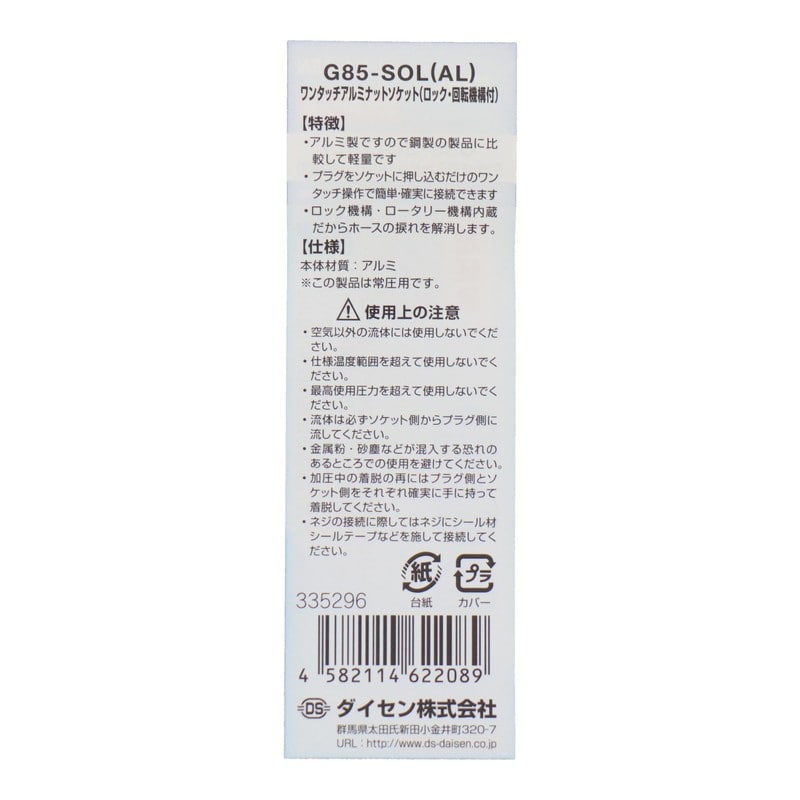 G85-SOL(AL)
ワンタッチアルミナットソケット(ロック・回転機構付)
【特徴】
・アルミ製ですので鋼製の製品に比
較して軽量です
・プラグをソケットに押し込むだけのワン
タッチ操作で簡単・確実に接続できます
・ロック機構・ロータリー機構内蔵
だからホースの捩れを解消します。
【仕様】
本体材質：アルミ
※この製品は常圧用です。
使用上の注意
・空気以外の流体には使用しないでくだ
さい。
・仕様温度範囲を超えて使用しないでく
ださい。
・最高使用圧力を超えて使用しないでく
ださい。
・流体は必ずソケット側からプラグ側に
流してください。
・金属粉・砂塵などが混入する恐れの
あるところでの使用を避けてください。
・加圧中の着脱の再にはプラグ側とソ
ケット側をそれぞれ確実に手に持って
着脱してください。
・ネジの接続に際してはネジにシール材
シールテープなどを施して接続してく
ださい。
紙 プラ
台紙 カバー
335296
4 582114 622089
DS ダイセン株式会社
群馬県太田氏新田小金井町320-7
URL：http://www.ds-daisen.co.jp